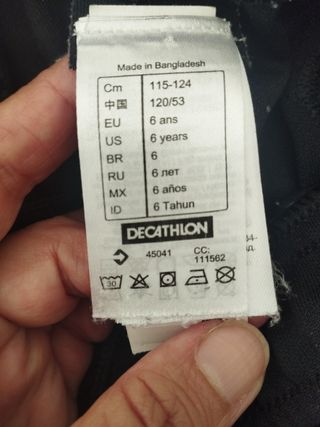 Made in Bangladesh
Cm 115-124
中国 120/53
EU 6 ans
US 6 years
BR 6
RU 6 лет
MX 6 años
ID 6 Tahun
DECATHLON
45041 CC:
111562
30